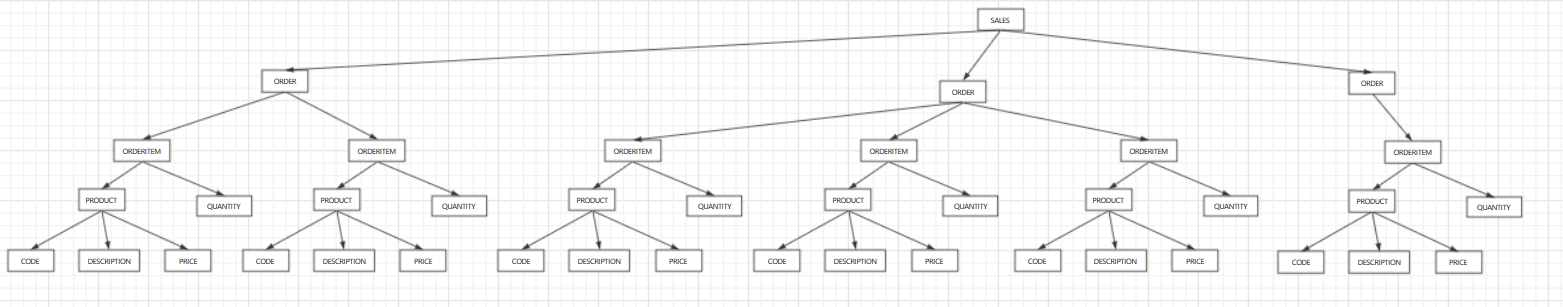 SALES
ORDER
ORDER
ORDER
ORDERITEM
ORDERITEM
ORDERITEM
ORDERITEM
ORDERITEM
ORDERITEM
PRODUCT
QUANTITY
PRODUCT
QUANTITY
PRODUCT
QUANTITY
PRODUCT
QUANTITY
PRODUCT
QUANTITY
PRODUCT
QUANTITY
CODE
DESCRIPTION
PRICE
CODE
DESCRIPTION
PRICE
CODE
DESCRIPTION
PRICE
CODE
DESCRIPTION
PRICE
CODE
DESCRIPTION
PRICE
CODE
DESCRIPTION
PRICE